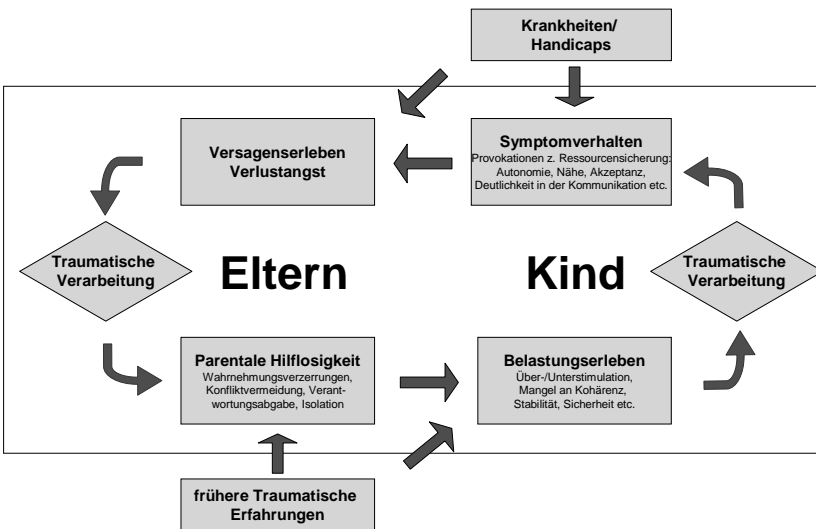 Krankheiten/
Handicaps
Versagenserleben
Verlustangst
Symptomverhalten
Provokationen z. Ressourcensicherung:
Autonomie, Nähe, Akzeptanz,
Deutlichkeit in der Kommunikation etc.
Traumatische
Verarbeitung
Eltern
Kind
Traumatische
Verarbeitung
Parentale Hilflosigkeit
Wahrnehmungsverzerrungen,
Konfliktvermeidung, Verant-
wortungsabgabe, Isolation
Belastungserleben
Über-/Unterstimulation,
Mangel an Kohärenz,
Stabilität, Sicherheit etc.
frühere Traumatische
Erfahrungen